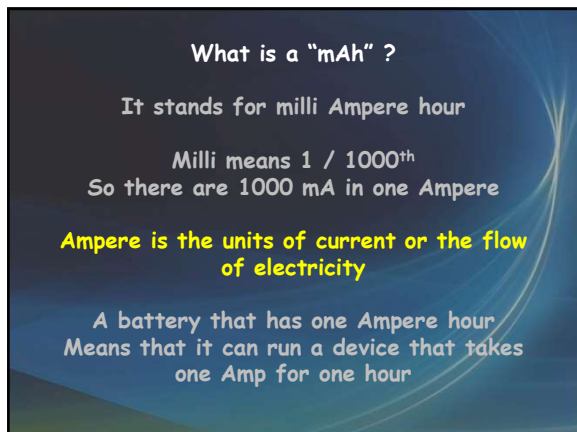 What is a “mAh” ?
It stands for milli Ampere hour
Milli means 1 / 1000th
So there are 1000 mA in one Ampere
Ampere is the units of current or the flow
of electricity
A battery that has one Ampere hour
Means that it can run a device that takes
one Amp for one hour